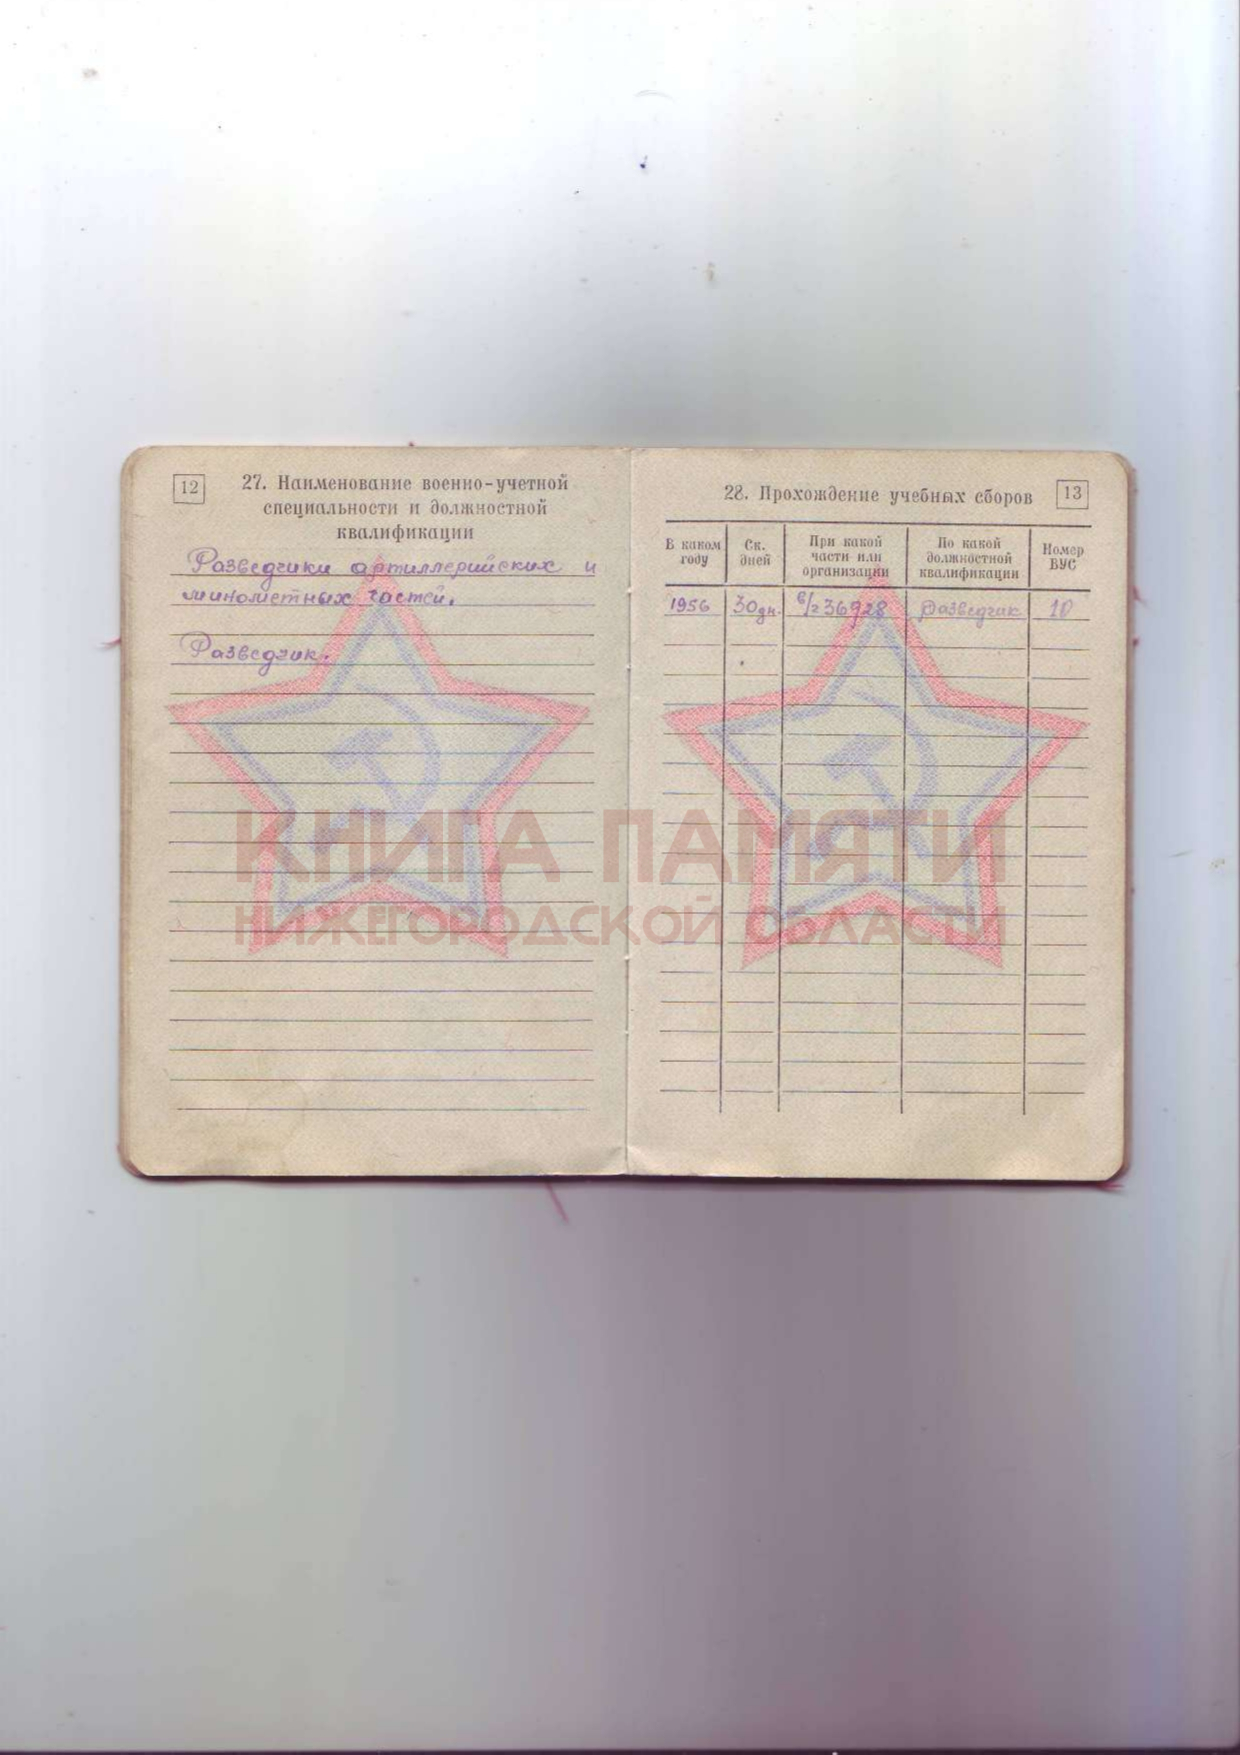 12
27. Наименование военно-учетной
специальности и должностной
квалификации
Разведчики артиллерийских и
минометных частей.
Разведчик.
28. Прохождение учебных сборов
13
В каком году | Ск. дней | При какой части или организации | По какой должностной квалификации | Номер ВУС
1956 | 30 дн. | в/ч 36928 | Разведчик | 10
КНИГА ПАМЯТИ
НИЖЕГОРОДСКОЙ ОБЛАСТИ